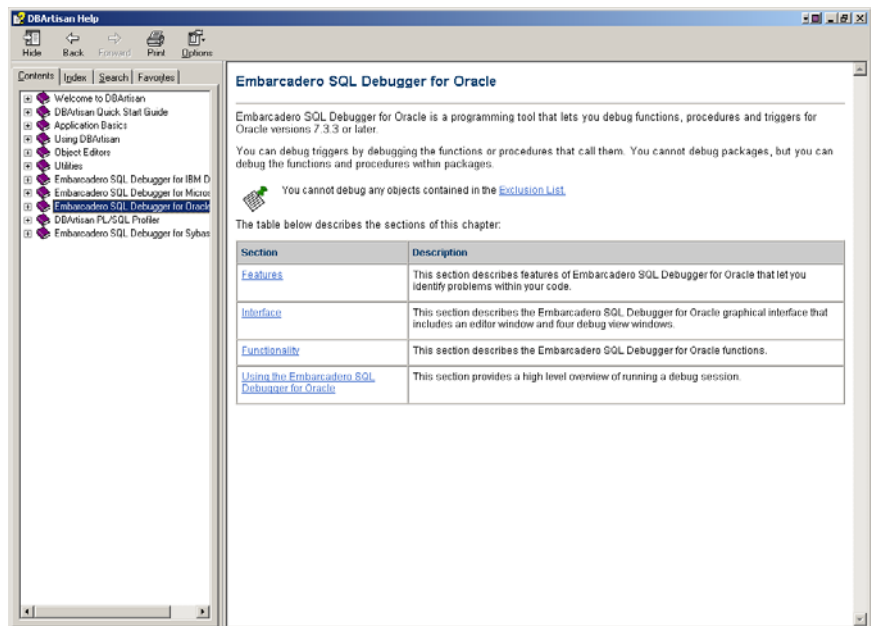 DBArtisan Help
Hide Back Forward Print Options
Contents Index Search Favorites
Welcome to DBArtisan
DBArtisan Quick Start Guide
Application Basics
Using DBArtisan
Object Editors
Utilities
Embarcadero SQL Debugger for IBM D
Embarcadero SQL Debugger for Micros
Embarcadero SQL Debugger for Oracle
DBArtisan PL/SQL Profiler
Embarcadero SQL Debugger for Sybas
Embarcadero SQL Debugger for Oracle
Embarcadero SQL Debugger for Oracle is a programming tool that lets you debug functions, procedures and triggers for
Oracle versions 7.3.3 or later.
You can debug triggers by debugging the functions or procedures that call them. You cannot debug packages, but you can
debug the functions and procedures within packages.
You cannot debug any objects contained in the Exclusion List.
The table below describes the sections of this chapter:
Section Description
Features This section describes features of Embarcadero SQL Debugger for Oracle that let you
identify problems within your code.
Interface This section describes the Embarcadero SQL Debugger for Oracle graphical interface that
includes an editor window and four debug view windows.
Functionality This section describes the Embarcadero SQL Debugger for Oracle functions.
Using the Embarcadero SQL This section provides a high level overview of running a debug session.
Debugger for Oracle